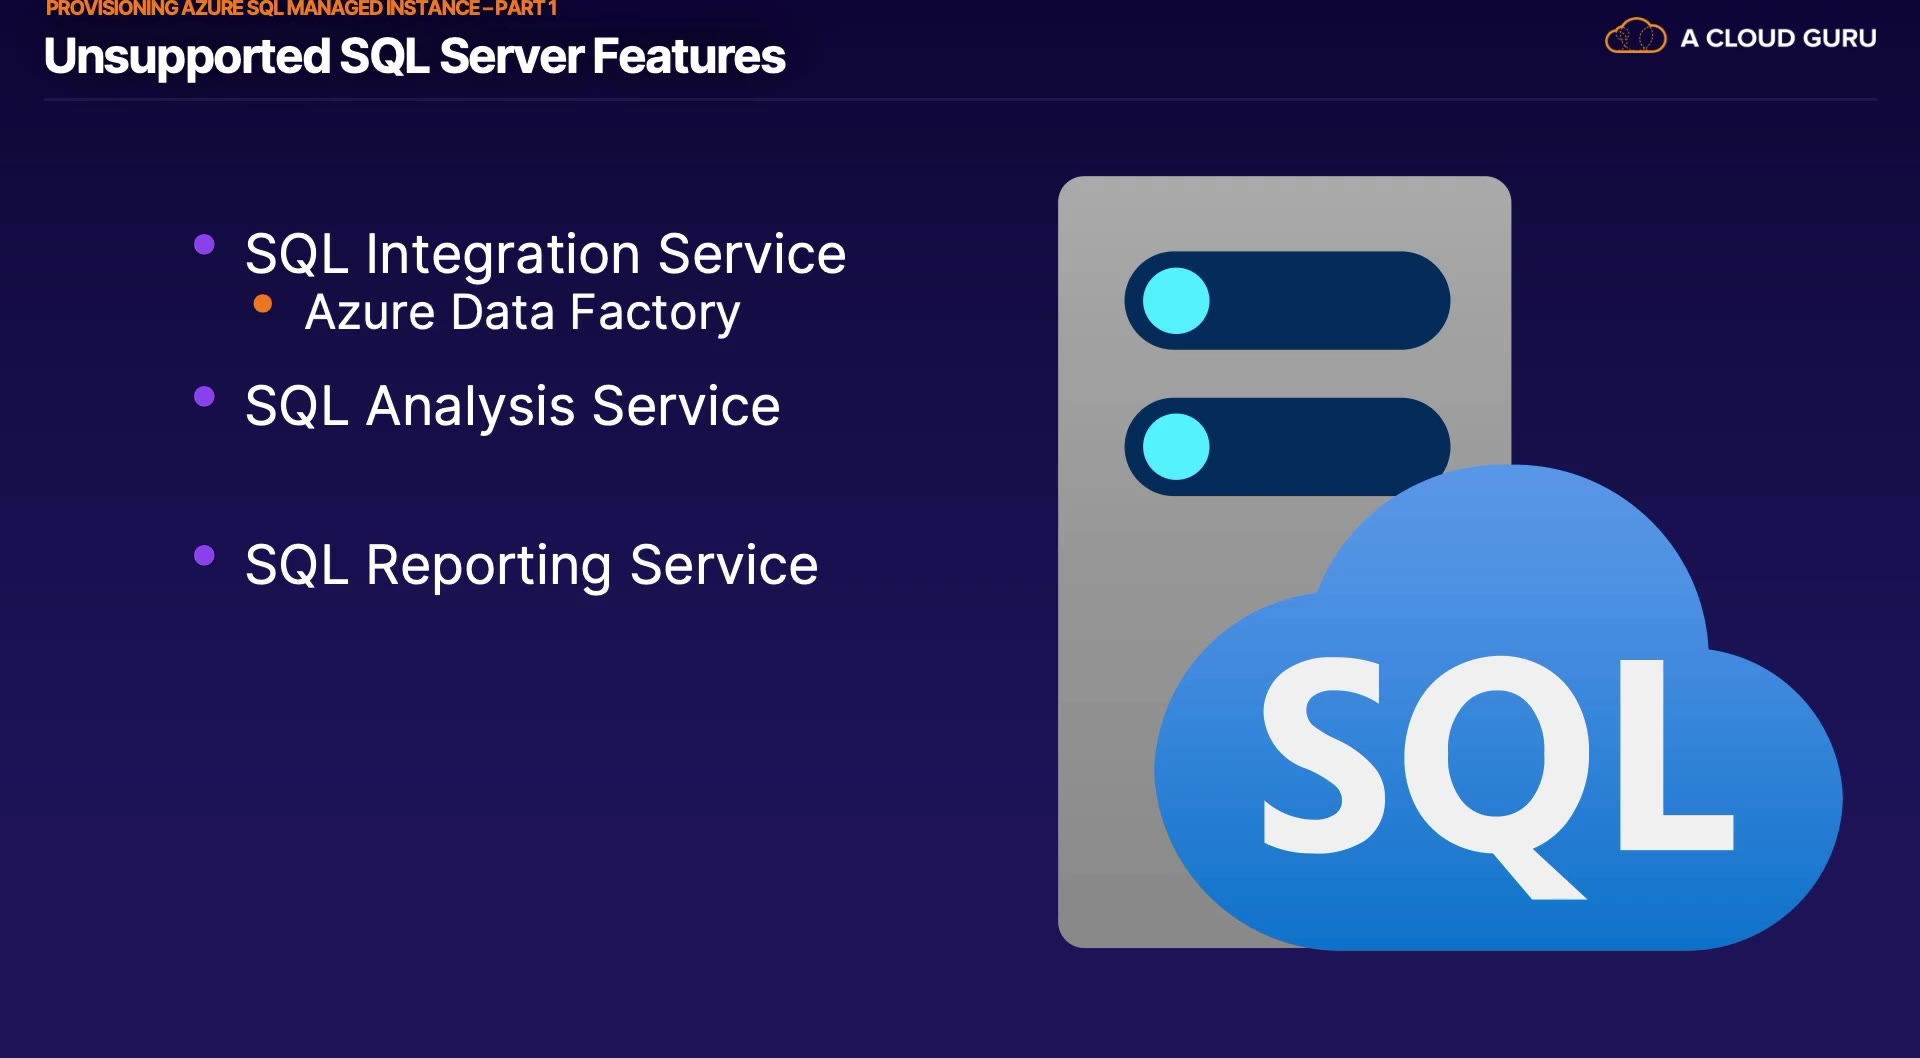 PROVISIONING AZURE SQL MANAGED INSTANCE – PART 1
Unsupported SQL Server Features
A CLOUD GURU
SQL Integration Service
Azure Data Factory
SQL Analysis Service
SQL Reporting Service
SQL